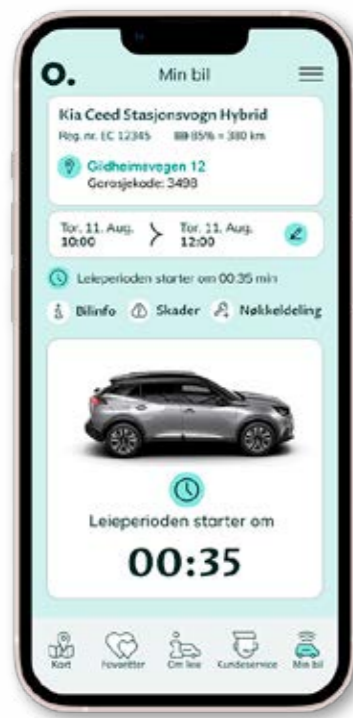 O.
Min bil
Kia Ceed Stasjonsvogn Hybrid
Reg. nr. EC 12345 85% = 380 km
Gildheimsvegen 12
Garasjekode: 3498
Tor. 11. Aug. Tor. 11. Aug.
10:00 12:00
Leieperioden starter om 00:35 min
Bilinfo Skader Nøkkeldeling
Leieperioden starter om
00:35
Kart Favoritter Om leie Kundeservice Min bil